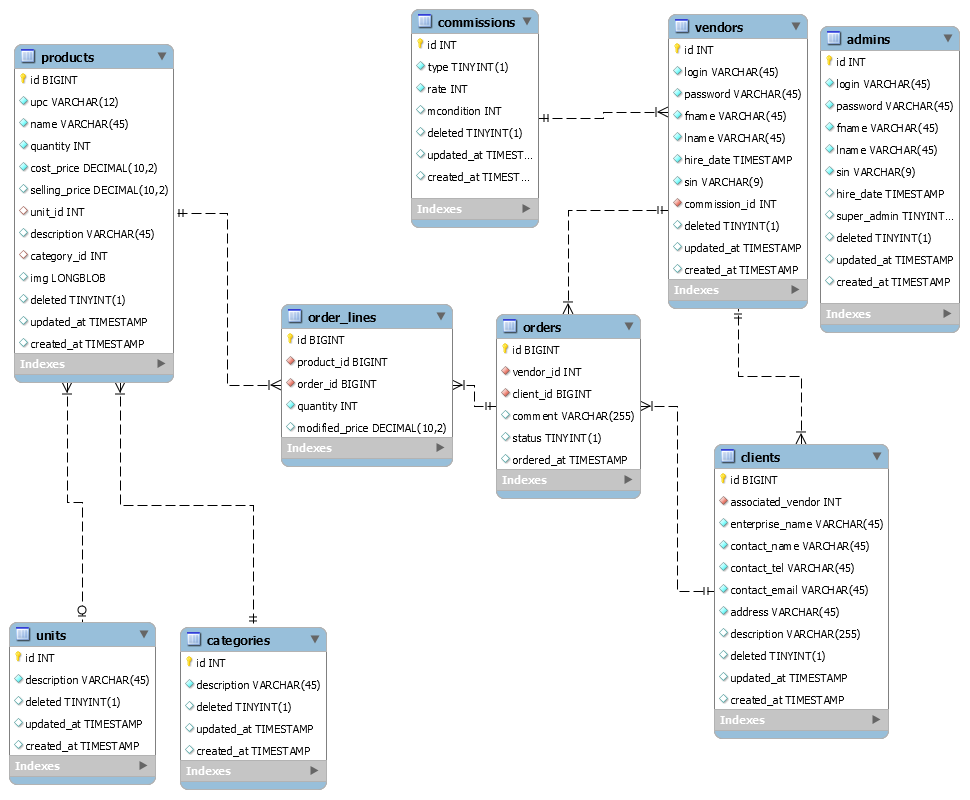 products
id BIGINT
upc VARCHAR(12)
name VARCHAR(45)
quantity INT
cost_price DECIMAL(10,2)
selling_price DECIMAL(10,2)
unit_id INT
description VARCHAR(45)
category_id INT
img LONGBLOB
deleted TINYINT(1)
updated_at TIMESTAMP
created_at TIMESTAMP
Indexes
commissions
id INT
type TINYINT(1)
rate INT
mcondition INT
deleted TINYINT(1)
updated_at TIMEST...
created_at TIMEST...
Indexes
vendors
id INT
login VARCHAR(45)
password VARCHAR(45)
fname VARCHAR(45)
lname VARCHAR(45)
hire_date TIMESTAMP
sin VARCHAR(9)
commission_id INT
deleted TINYINT(1)
updated_at TIMESTAMP
created_at TIMESTAMP
Indexes
admins
id INT
login VARCHAR(45)
password VARCHAR(45)
fname VARCHAR(45)
lname VARCHAR(45)
sin VARCHAR(9)
hire_date TIMESTAMP
super_admin TINYINT...
deleted TINYINT(1)
updated_at TIMESTAMP
created_at TIMESTAMP
Indexes
order_lines
id BIGINT
product_id BIGINT
order_id BIGINT
quantity INT
modified_price DECIMAL(10,2)
Indexes
orders
id BIGINT
vendor_id INT
client_id BIGINT
comment VARCHAR(255)
status TINYINT(1)
ordered_at TIMESTAMP
Indexes
clients
id BIGINT
associated_vendor INT
enterprise_name VARCHAR(45)
contact_name VARCHAR(45)
contact_tel VARCHAR(45)
contact_email VARCHAR(45)
address VARCHAR(45)
description VARCHAR(255)
deleted TINYINT(1)
updated_at TIMESTAMP
created_at TIMESTAMP
Indexes
units
id INT
description VARCHAR(45)
deleted TINYINT(1)
updated_at TIMESTAMP
created_at TIMESTAMP
Indexes
categories
id INT
description VARCHAR(45)
deleted TINYINT(1)
updated_at TIMESTAMP
created_at TIMESTAMP
Indexes